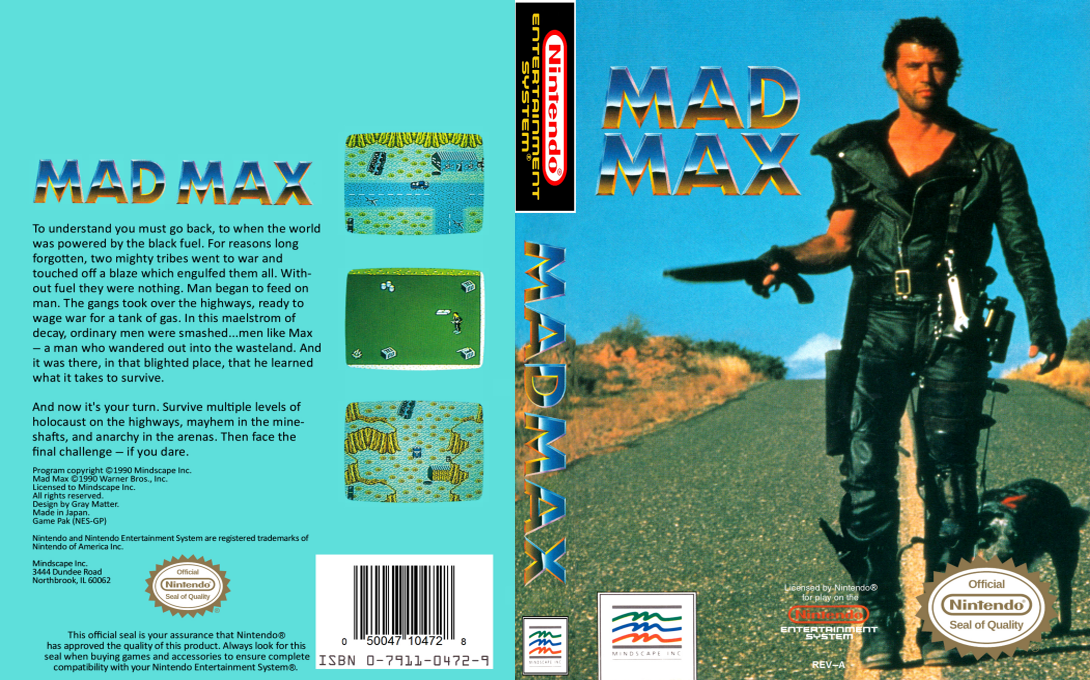 MAD MAX
To understand you must go back, to when the world
was powered by the black fuel. For reasons long
forgotten, two mighty tribes went to war and
touched off a blaze which engulfed them all. With-
out fuel they were nothing. Man began to feed on
man. The gangs took over the highways, ready to
wage war for a tank of gas. In this maelstrom of
decay, ordinary men were smashed...men like Max
– a man who wandered out into the wasteland. And
it was there, in that blighted place, that he learned
what it takes to survive.
And now it's your turn. Survive multiple levels of
holocaust on the highways, mayhem in the mine-
shafts, and anarchy in the arenas. Then face the
final challenge – if you dare.
Program copyright ©1990 Mindscape Inc.
Mad Max ©1990 Warner Bros., Inc.
Licensed to Mindscape Inc.
All rights reserved.
Design by Gray Matter.
Made in Japan.
Game Pak (NES-GP)
Nintendo and Nintendo Entertainment System are registered trademarks of
Nintendo of America Inc.
Mindscape Inc.
3444 Dundee Road
Northbrook, IL 60062
Official
Nintendo
Seal of Quality
This official seal is your assurance that Nintendo®
has approved the quality of this product. Always look for this
seal when buying games and accessories to ensure complete
compatibility with your Nintendo Entertainment System®.
0 50047 10472 8
ISBN 0-7911-0472-9
Nintendo®
ENTERTAINMENT
SYSTEM®
MAD MAX
MINDSCAPE INC
MAD
MAX
MINDSCAPE INC
Licensed by Nintendo®
for play on the
Nintendo
ENTERTAINMENT
SYSTEM
REV-A
Official
Nintendo
Seal of Quality